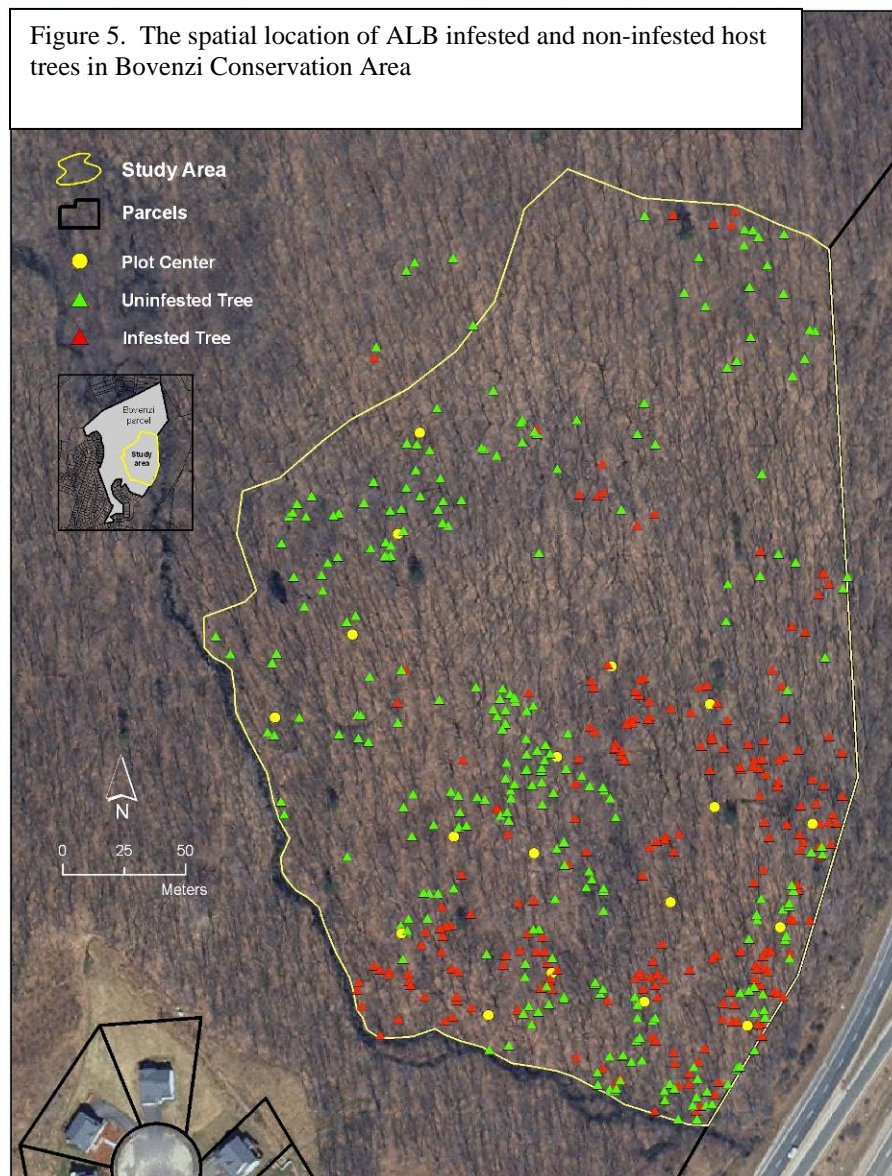 Figure 5.  The spatial location of ALB infested and non-infested host
trees in Bovenzi Conservation Area
Study Area
Parcels
Plot Center
Uninfested Tree
Infested Tree
Bovenzi
parcel
Study
area
N
0 25 50
Meters